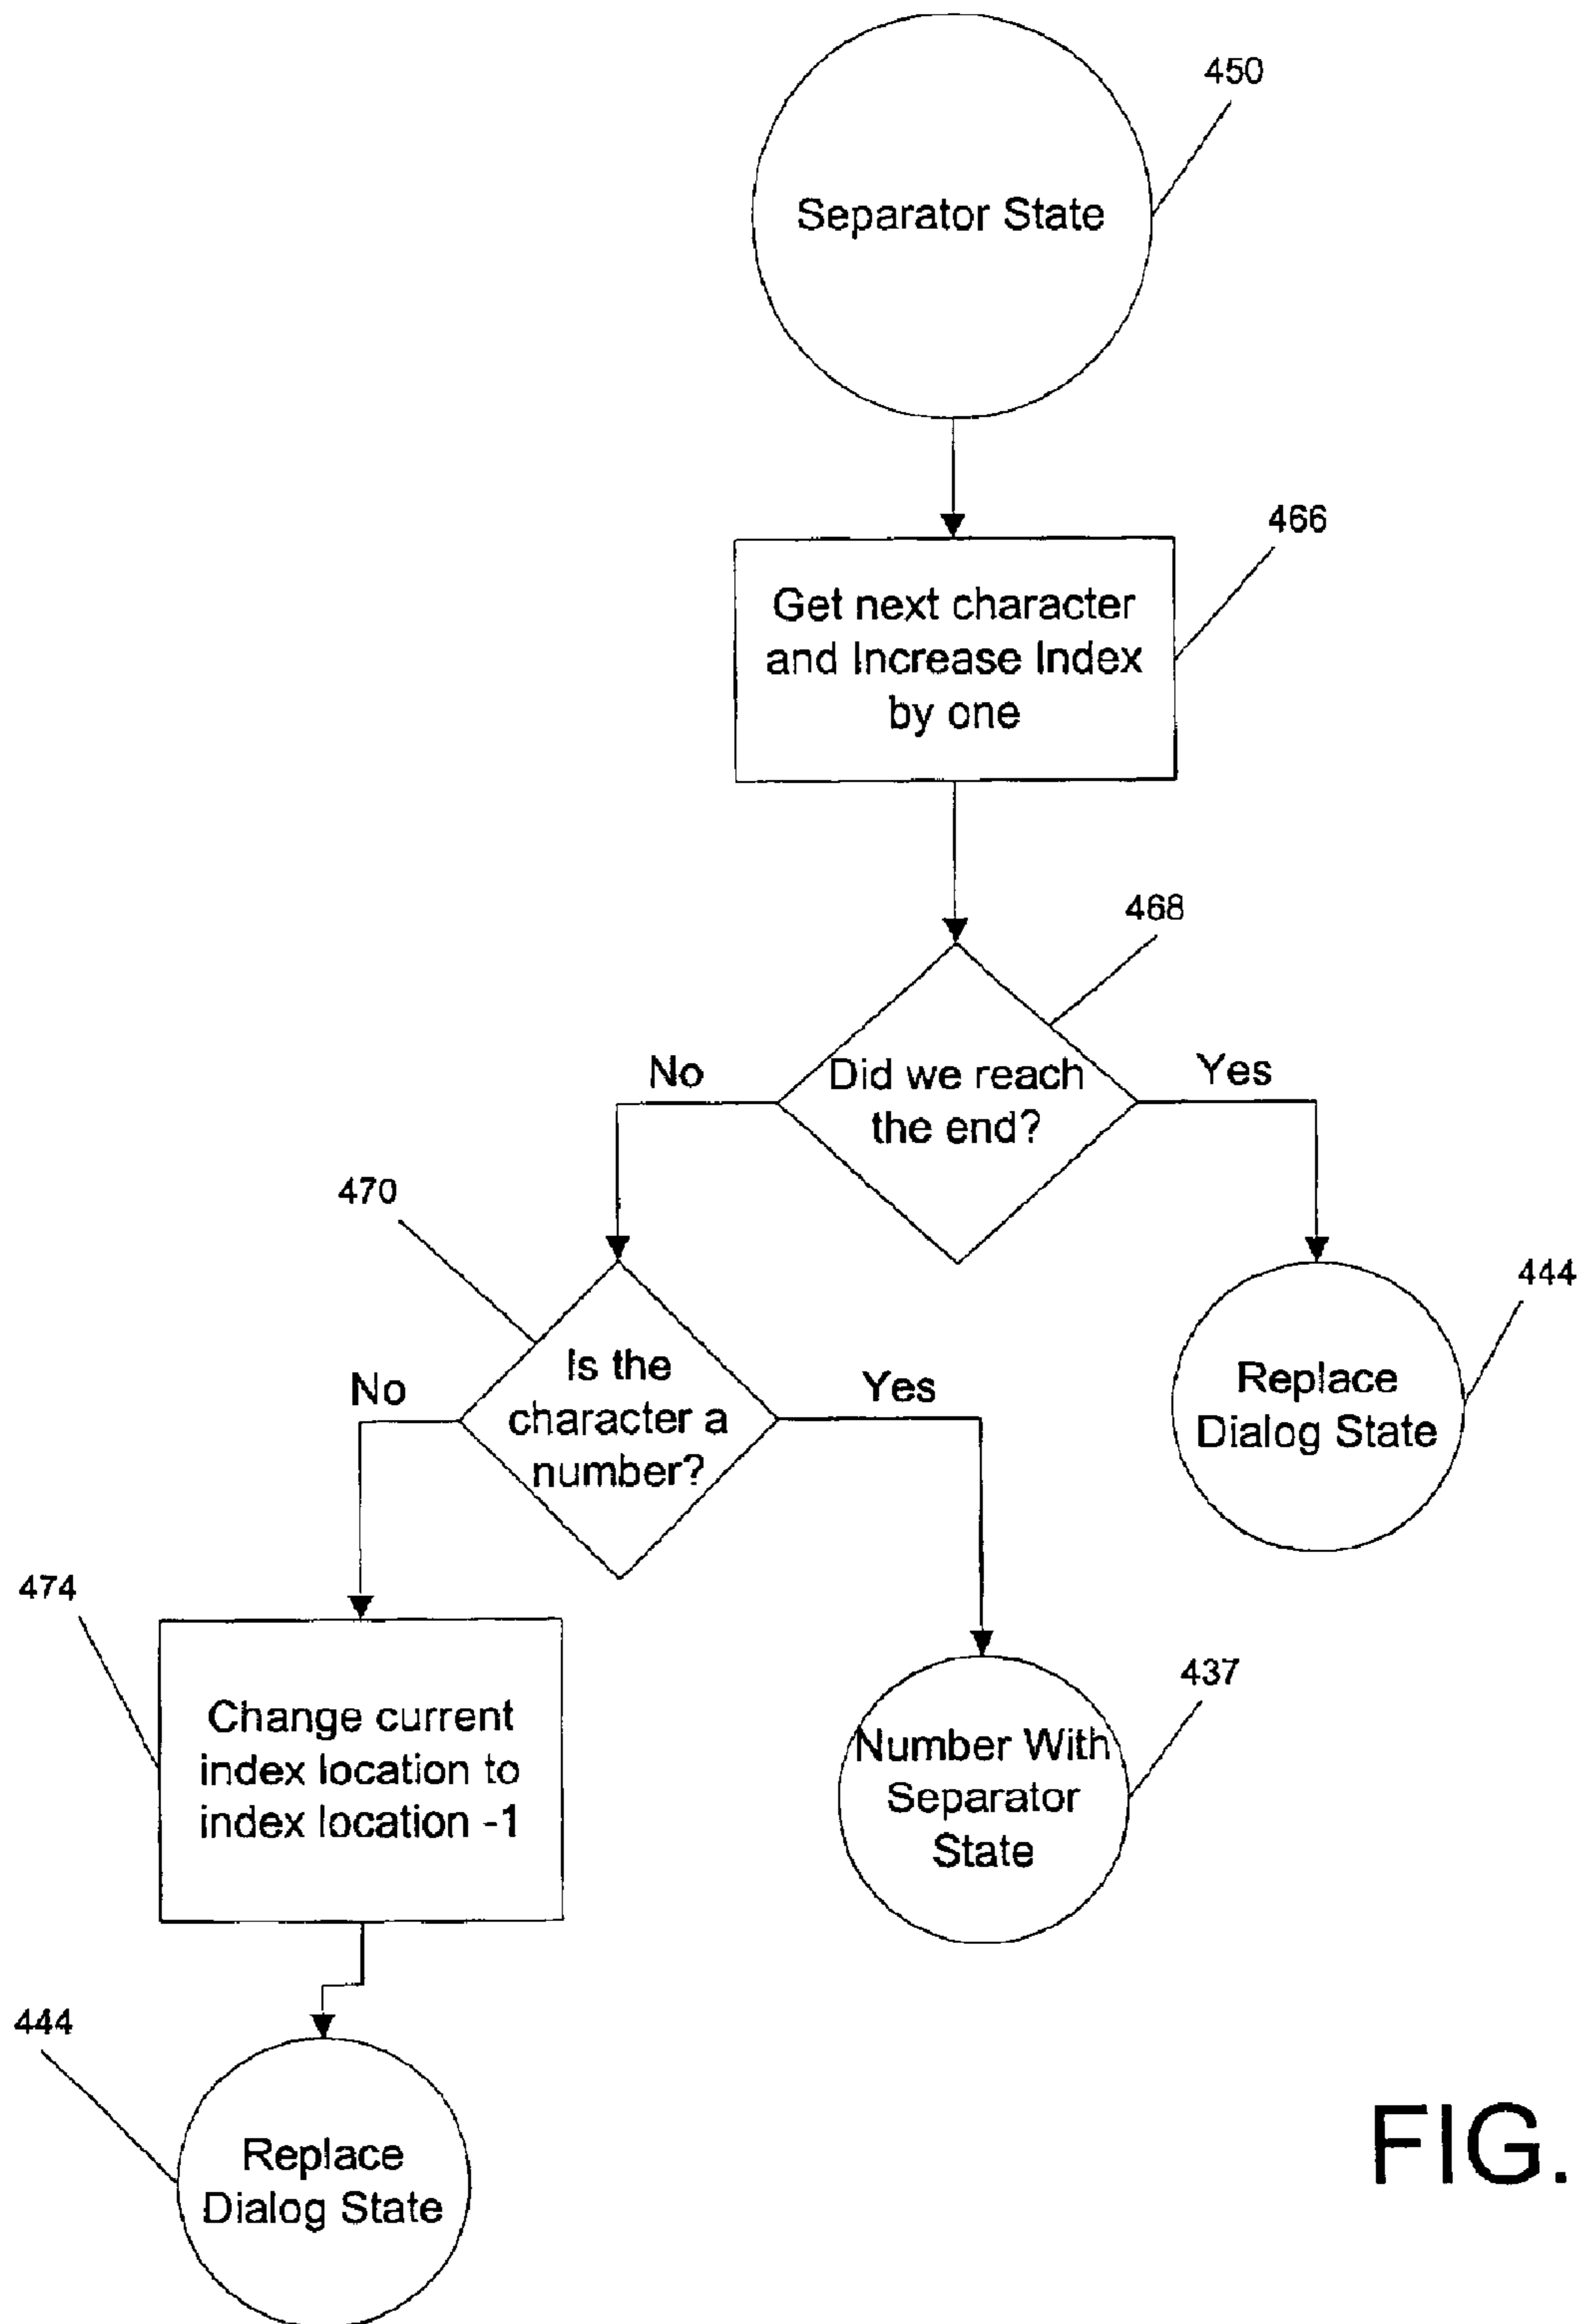 450
Separator State
466
Get next character
and Increase Index
by one
468
No
Did we reach
the end?
Yes
470
444
Is the
character a
number?
No
Yes
Replace
Dialog State
474
437
Change current
index location to
index location -1
Number With
Separator
State
444
Replace
Dialog State
FIG.